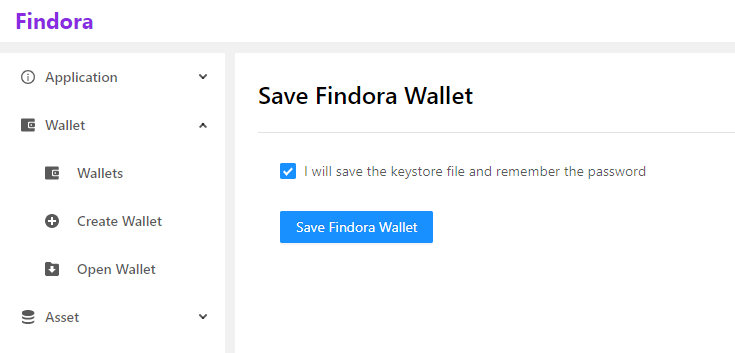 Findora
Application
Wallet
Wallets
Create Wallet
Open Wallet
Asset
Save Findora Wallet
I will save the keystore file and remember the password
Save Findora Wallet